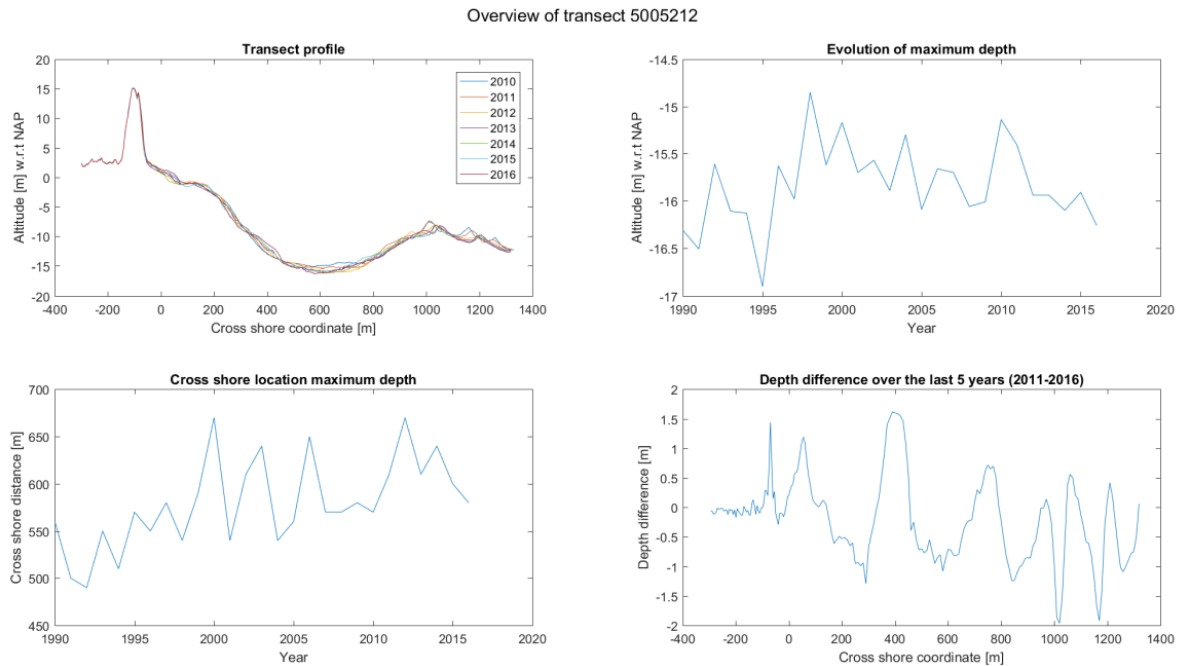 Overview of transect 5005212
Transect profile
20
15
10
5
0
-5
-10
-15
-20
Altitude [m] w.r.t NAP
-400 -200 0 200 400 600 800 1000 1200 1400
Cross shore coordinate [m]
2010
2011
2012
2013
2014
2015
2016
Evolution of maximum depth
-14.5
-15
-15.5
-16
-16.5
-17
Altitude [m] w.r.t NAP
1990 1995 2000 2005 2010 2015 2020
Year
Cross shore location maximum depth
700
650
600
550
500
450
Cross shore distance [m]
1990 1995 2000 2005 2010 2015 2020
Year
Depth difference over the last 5 years (2011-2016)
2
1.5
1
0.5
0
-0.5
-1
-1.5
-2
Depth difference [m]
-400 -200 0 200 400 600 800 1000 1200 1400
Cross shore coordinate [m]